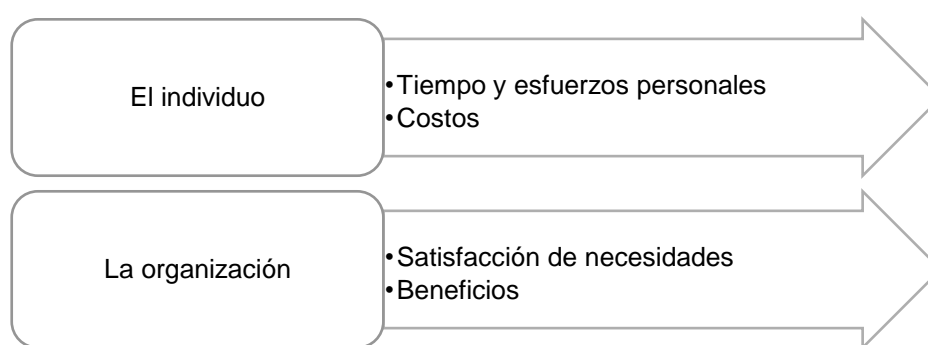 El individuo
•Tiempo y esfuerzos personales
•Costos
La organización
•Satisfacción de necesidades
•Beneficios